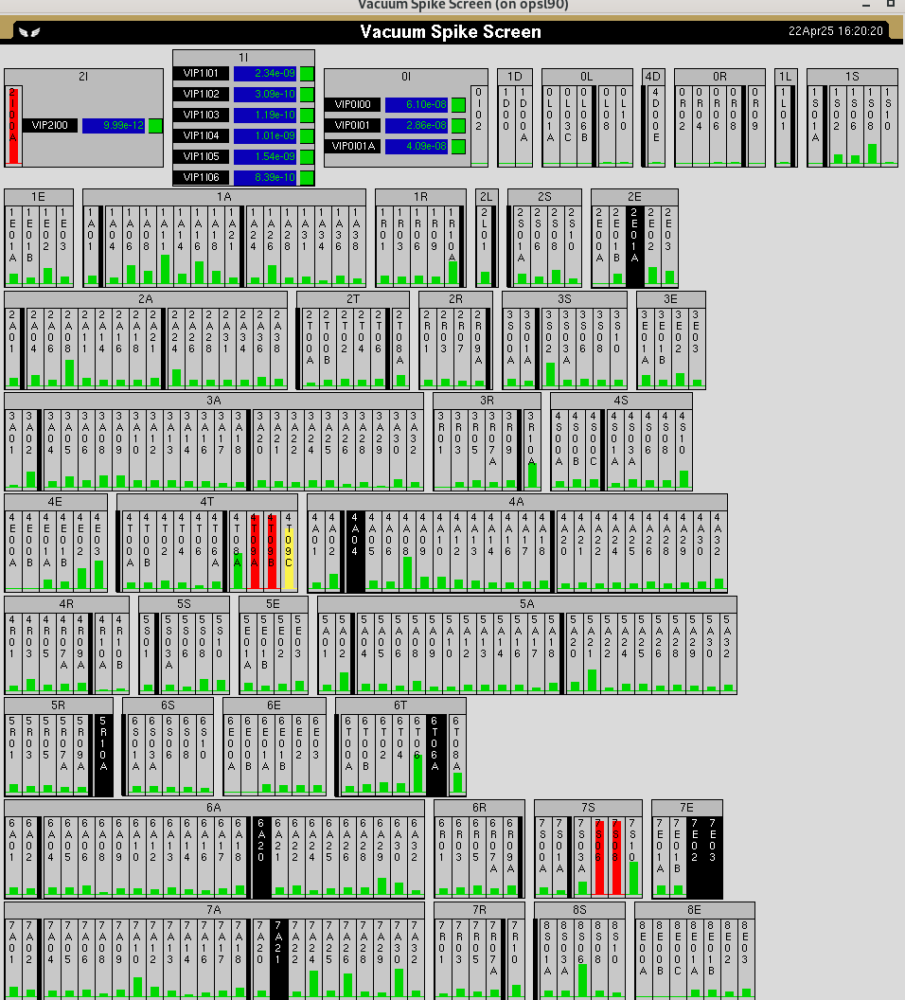 Vacuum Spike Screen (on opsl90)
Vacuum Spike Screen 22Apr25 16:20:20
2I 1I 0I 1D 0L 4D 0R 1L 1S
VIP2I00 9.99e-12
VIP1I01 2.34e-09
VIP1I02 3.09e-10
VIP1I03 1.19e-10
VIP1I04 1.01e-09
VIP1I05 1.54e-09
VIP1I06 8.39e-10
VIP0I00 6.10e-08
VIP0I01 2.86e-08
VIP0I01A 4.09e-08
0I02 1D00 1D00A 0L01A 0L03C 0L06B 0L08 0L10 4D00E 0R02 0R04 0R06 0R08 0R09 1L01 1S01A 1S06 1S08 1S10
1E 1A 1R 2L 2S 2E
1E01A 1E01B 1E02 1E03 1A01 1A04 1A06 1A08 1A11 1A14 1A16 1A18 1A21 1A24 1A26 1A28 1A31 1A34 1A36 1A38 1R01 1R03 1R06 1R09 1R10A 2L01 2S01A 2S06 2S08 2S10 2E00A 2E01B 2E01A 2E02 2E03
2A 2T 2R 3S 3E
2A01 2A04 2A06 2A08 2A11 2A14 2A16 2A18 2A21 2A24 2A26 2A28 2A31 2A34 2A36 2A38 2T00A 2T00B 2T02 2T04 2T06 2T08A 2R01 2R03 2R07 2R09A 3S00A 3S01A 3S02 3S03A 3S06 3S08 3S10 3E01A 3E01B 3E02 3E03
3A 3R 4S
3A01 3A02 3A04 3A05 3A06 3A08 3A09 3A10 3A12 3A13 3A14 3A16 3A17 3A18 3A20 3A21 3A22 3A24 3A25 3A26 3A28 3A29 3A30 3A32 3R01 3R03 3R05 3R07A 3R09 3R10A 4S00A 4S00B 4S00C 4S01A 4S03A 4S06 4S08 4S10
4E 4T 4A
4E00A 4E00B 4E01A 4E01B 4E02 4E03 4T00A 4T00B 4T02 4T04 4T06 4T06A 4T08A 4T09A 4T09B 4T09C 4A01 4A02 4A04 4A05 4A06 4A08 4A09 4A10 4A12 4A13 4A14 4A16 4A17 4A18 4A20 4A21 4A22 4A24 4A25 4A26 4A28 4A29 4A30 4A32
4R 5S 5E 5A
4R01 4R03 4R05 4R07A 4R09A 4R10A 4R10B 5S01 5S03A 5S06 5S08 5S10 5E01A 5E01B 5E02 5E03 5A01 5A02 5A04 5A05 5A06 5A08 5A09 5A10 5A12 5A13 5A14 5A16 5A17 5A18 5A20 5A21 5A22 5A24 5A25 5A26 5A28 5A29 5A30 5A32
5R 6S 6E 6T
5R01 5R03 5R05 5R07A 5R09A 5R10A 6S01A 6S03A 6S06 6S08 6S10 6E00A 6E00B 6E01A 6E01B 6E02 6E03 6T00A 6T00B 6T02 6T04 6T06 6T06A 6T08A
6A 6R 7S 7E
6A01 6A02 6A04 6A05 6A06 6A08 6A09 6A10 6A12 6A13 6A14 6A16 6A17 6A18 6A20 6A21 6A22 6A24 6A25 6A26 6A28 6A29 6A30 6A32 6R01 6R03 6R05 6R07A 6R09A 7S00A 7S01A 7S03A 7S06 7S08 7S10 7E01A 7E01B 7E02 7E03
7A 7R 8S 8E
7A01 7A02 7A04 7A05 7A06 7A08 7A09 7A10 7A12 7A13 7A14 7A16 7A17 7A18 7A20 7A21 7A22 7A24 7A25 7A26 7A28 7A29 7A30 7A32 7R01 7R03 7R05 7R07A 7R10 8S00A 8S03A 8S06 8S08 8S10 8E00A 8E00B 8E00C 8E01A 8E01B 8E02 8E03